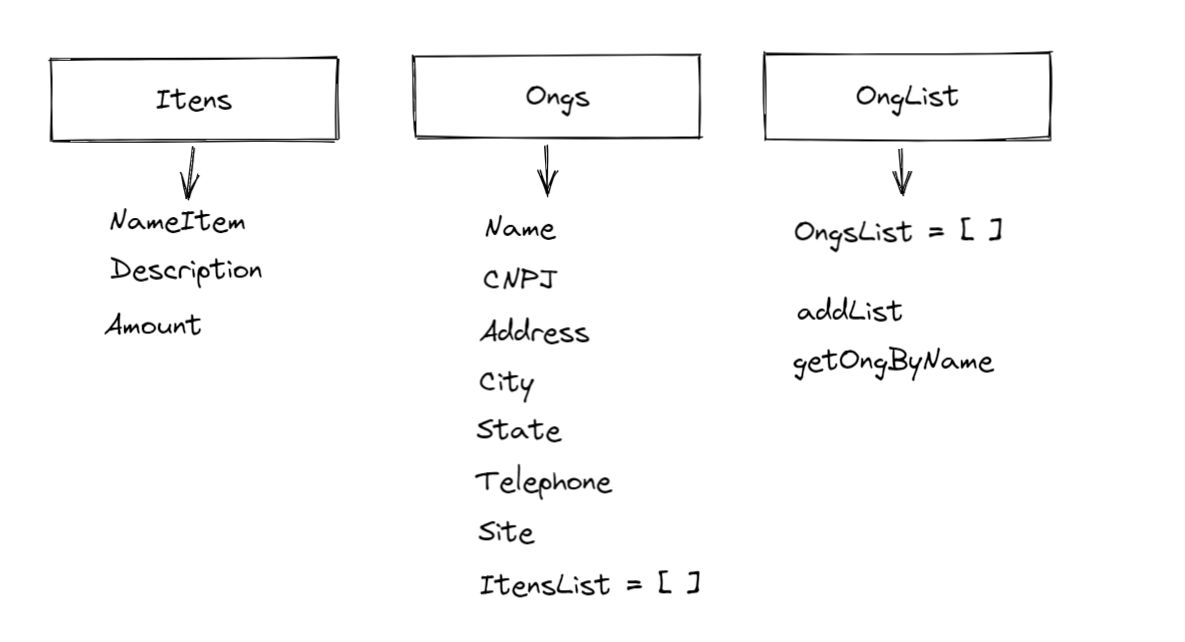 Itens
NameItem
Description
Amount
Ongs
Name
CNPJ
Address
City
State
Telephone
Site
ItensList = [ ]
OngList
OngsList = [ ]
addList
getOngByName